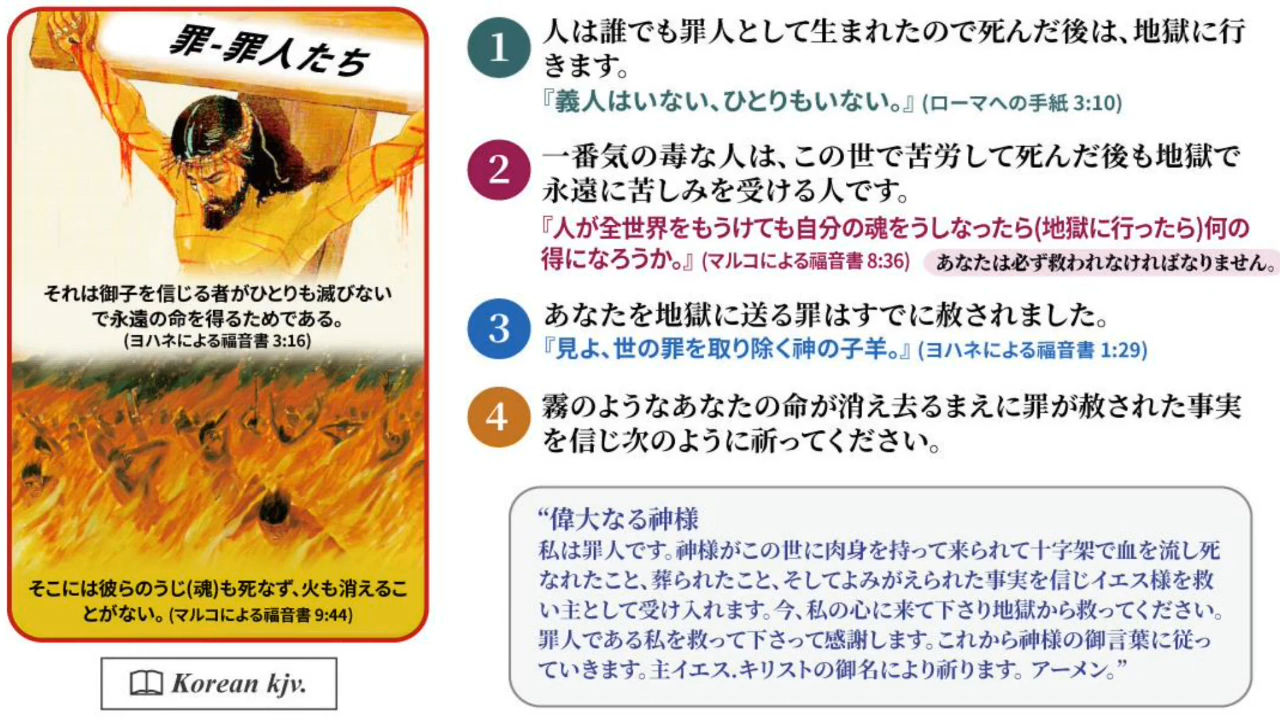 罪-罪人たち
それは御子を信じる者がひとりも滅びない
で永遠の命を得るためである。
(ヨハネによる福音書 3:16)
そこには彼らのうじ(魂)も死なず、火も消えるこ
とがない。(マルコによる福音書 9:44)
Korean kjv.
1 人は誰でも罪人として生まれたので死んだ後は、地獄に行
きます。
『義人はいない、ひとりもいない。』 (ローマへの手紙 3:10)
2 一番気の毒な人は、この世で苦労して死んだ後も地獄で
永遠に苦しみを受ける人です。
『人が全世界をもうけても自分の魂をうしなったら(地獄に行ったら)何の
得になろうか。』 (マルコによる福音書 8:36) あなたは必ず救われなければなりません。
3 あなたを地獄に送る罪はすでに赦されました。
『見よ、世の罪を取り除く神の子羊。』 (ヨハネによる福音書 1:29)
4 霧のようなあなたの命が消え去るまえに罪が赦された事実
を信じ次のように祈ってください。
“偉大なる神様
私は罪人です。神様がこの世に肉身を持って来られて十字架で血を流し死
なれたこと、葬られたこと、そしてよみがえられた事実を信じイエス様を救
い主として受け入れます。今、私の心に来て下さり地獄から救ってください。
罪人である私を救って下さって感謝します。これから神様の御言葉に従っ
ていきます。主イエス.キリストの御名により祈ります。 アーメン。”